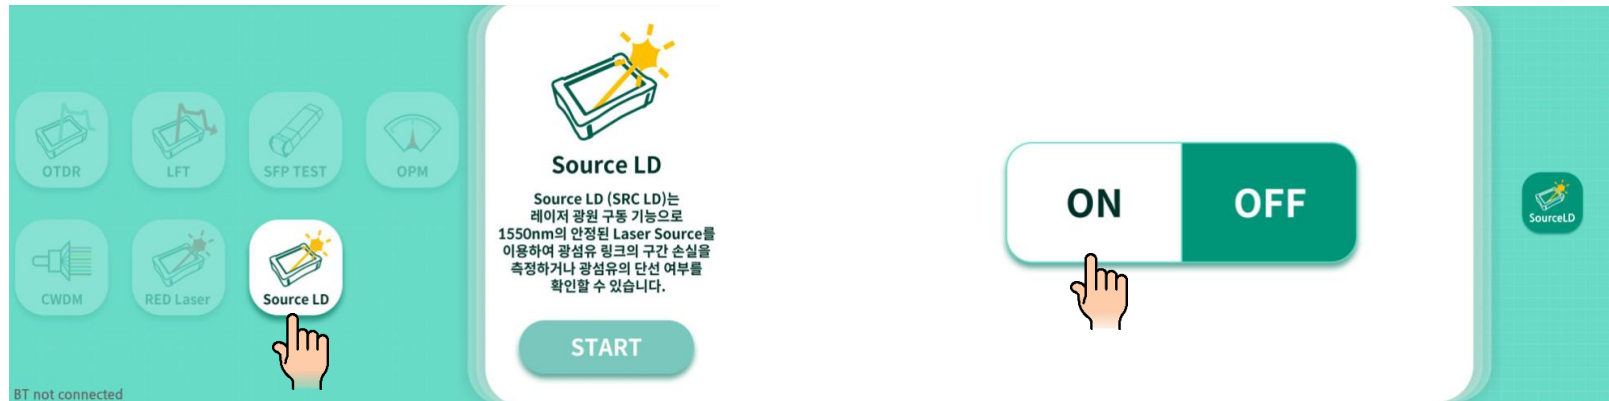 OTDR
LFT
SFP TEST
OPM
CWDM
RED Laser
Source LD
BT not connected
Source LD
Source LD (SRC LD)는
레이저 광원 구동 기능으로
1550nm의 안정된 Laser Source를
이용하여 광섬유 링크의 구간 손실을
측정하거나 광섬유의 단선 여부를
확인할 수 있습니다.
START
ON
OFF
SourceLD